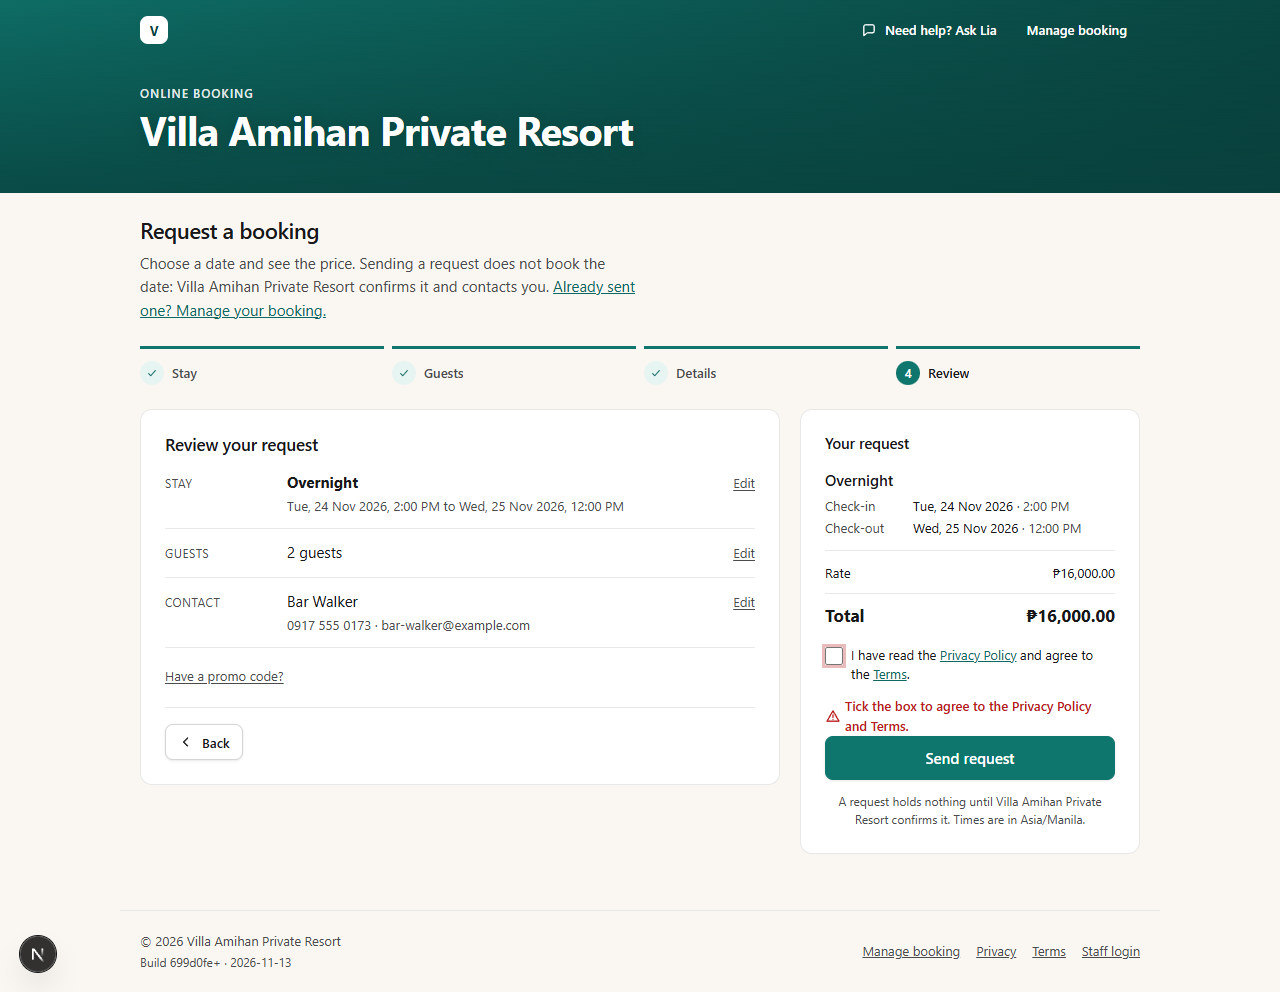 V
Need help? Ask Lia
Manage booking
ONLINE BOOKING
Villa Amihan Private Resort
Request a booking
Choose a date and see the price. Sending a request does not book the
date: Villa Amihan Private Resort confirms it and contacts you. Already sent
one? Manage your booking.
Stay
Guests
Details
4 Review
Review your request
STAY
Overnight
Edit
Tue, 24 Nov 2026, 2:00 PM to Wed, 25 Nov 2026, 12:00 PM
GUESTS
2 guests
Edit
CONTACT
Bar Walker
Edit
0917 555 0173 · bar-walker@example.com
Have a promo code?
Back
Your request
Overnight
Check-in Tue, 24 Nov 2026 · 2:00 PM
Check-out Wed, 25 Nov 2026 · 12:00 PM
Rate ₱16,000.00
Total ₱16,000.00
I have read the Privacy Policy and agree to
the Terms.
Tick the box to agree to the Privacy Policy
and Terms.
Send request
A request holds nothing until Villa Amihan Private
Resort confirms it. Times are in Asia/Manila.
© 2026 Villa Amihan Private Resort
Build 699d0fe+ · 2026-11-13
Manage booking
Privacy
Terms
Staff login
N